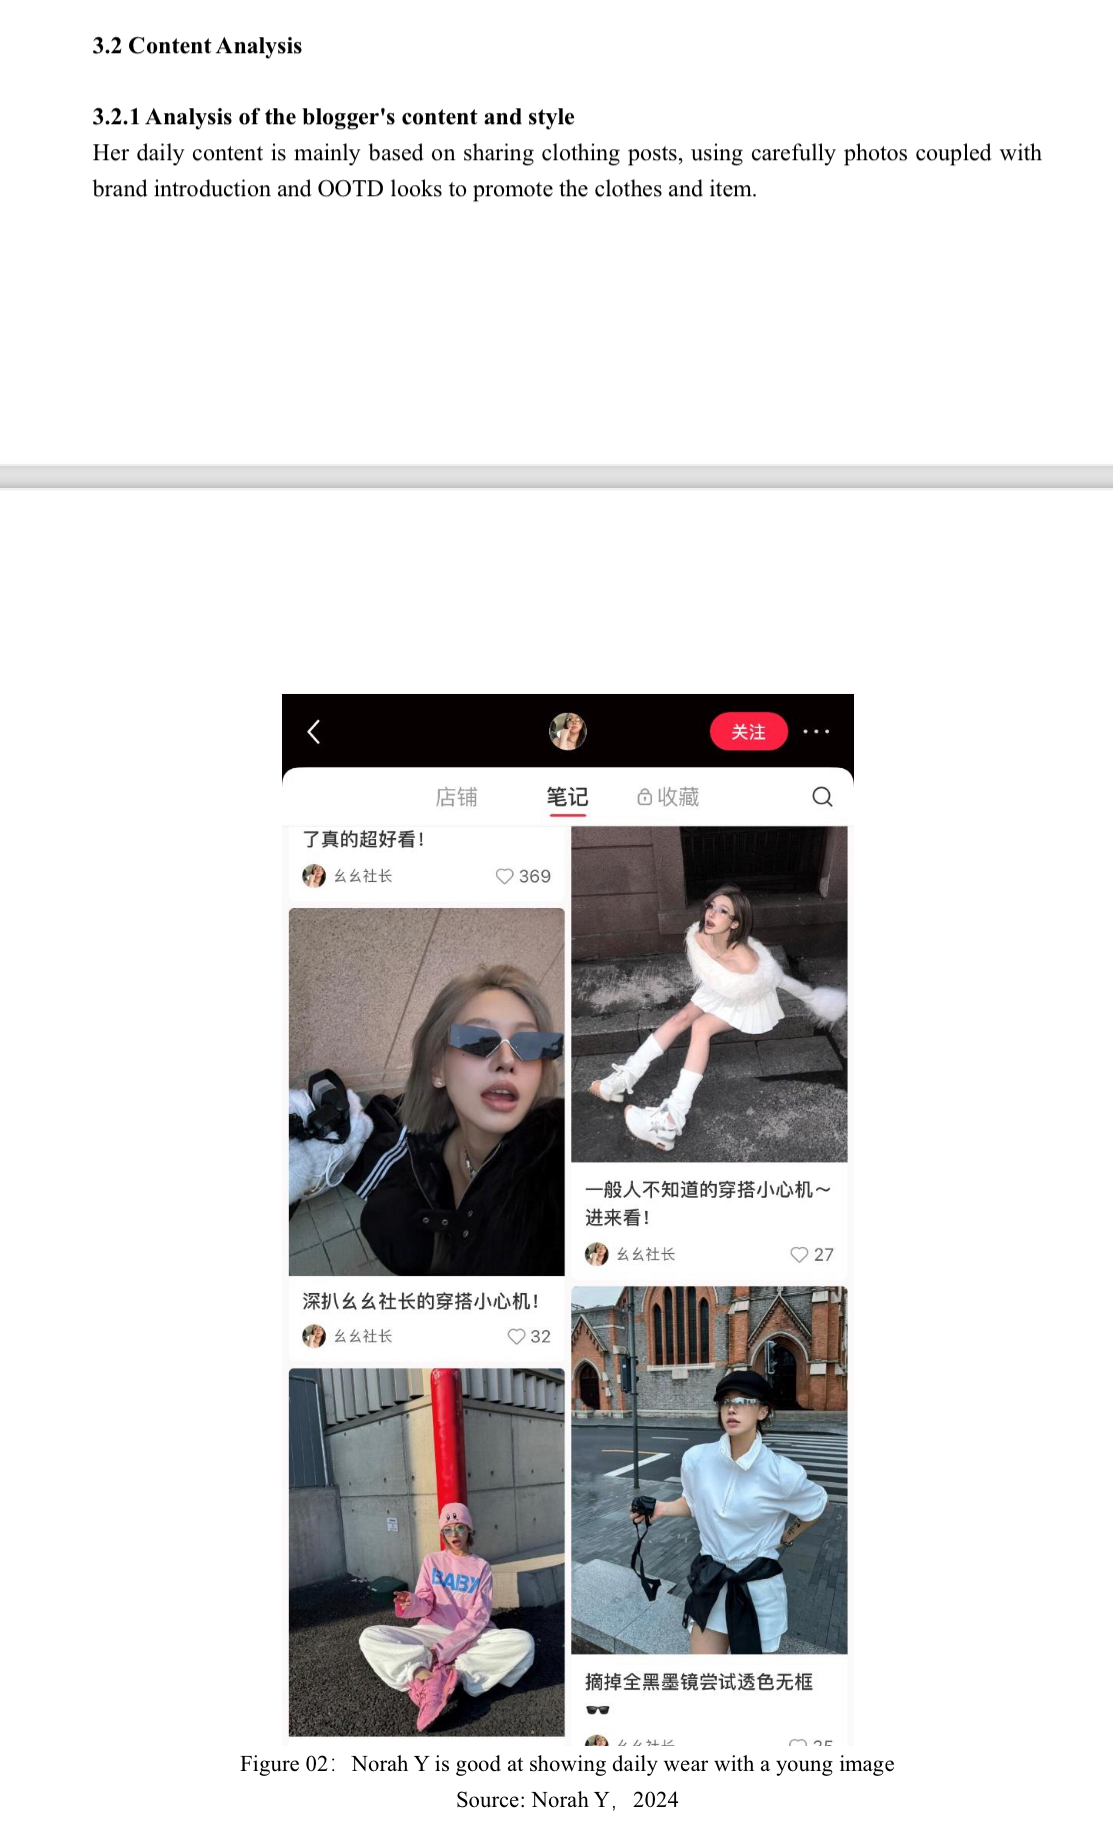 3.2 Content Analysis
3.2.1 Analysis of the blogger's content and style
Her daily content is mainly based on sharing clothing posts, using carefully photos coupled with
brand introduction and OOTD looks to promote the clothes and item.
关注
店铺 笔记 收藏
了真的超好看！
幺幺社长 369
深扒幺幺社长的穿搭小心机！
幺幺社长 32
BABY
一般人不知道的穿搭小心机～
进来看！
幺幺社长 27
摘掉全黑墨镜尝试透色无框
Figure 02： Norah Y is good at showing daily wear with a young image
Source: Norah Y， 2024